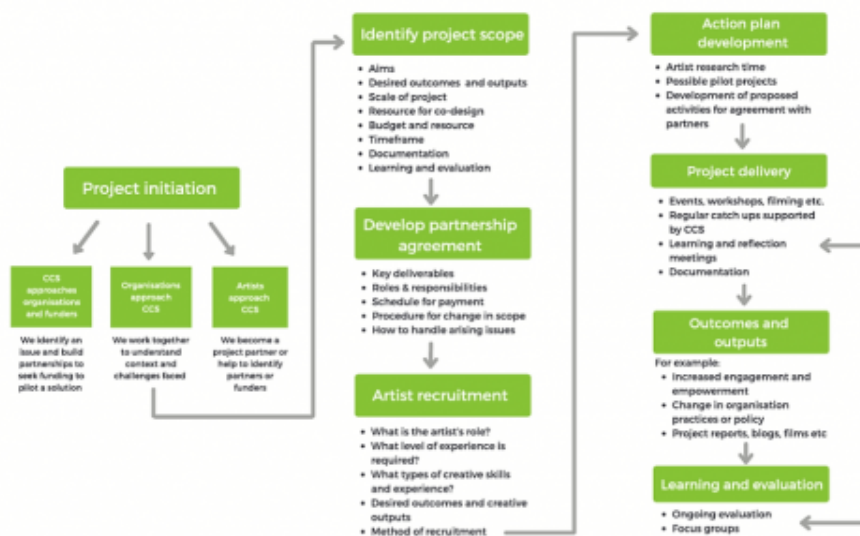 Project initiation
CCS
approaches
organisations
and funders
We identify an
issue and build
partnerships to
seek funding to
pilot a solution
Organisations
approach
CCS
We work together
to understand
context and
challenges faced
Artists
approach
CCS
We become a
project partner or
help to identify
partners or
funders
Identify project scope
• Aims
• Desired outcomes and outputs
• Scale of project
• Resource for co-design
• Budget and resource
• Timeframe
• Documentation
• Learning and evaluation
Develop partnership
agreement
• Key deliverables
• Roles & responsibilities
• Schedule for payment
• Procedure for change in scope
• How to handle arising issues
Artist recruitment
• What is the artist's role?
• What level of experience is
required?
• What types of creative skills
and experience?
• Desired outcomes and creative
outputs
• Method of recruitment
Action plan
development
• Artist research time
• Possible pilot projects
• Development of proposed
activities for agreement with
partners
Project delivery
• Events, workshops, filming etc.
• Regular catch ups supported
by CCS
• Learning and reflection
meetings
• Documentation
Outcomes and
outputs
For example:
• Increased engagement and
empowerment
• Change in organisation
practices or policy
• Project reports, blogs, films etc
Learning and evaluation
• Ongoing evaluation
• Focus groups